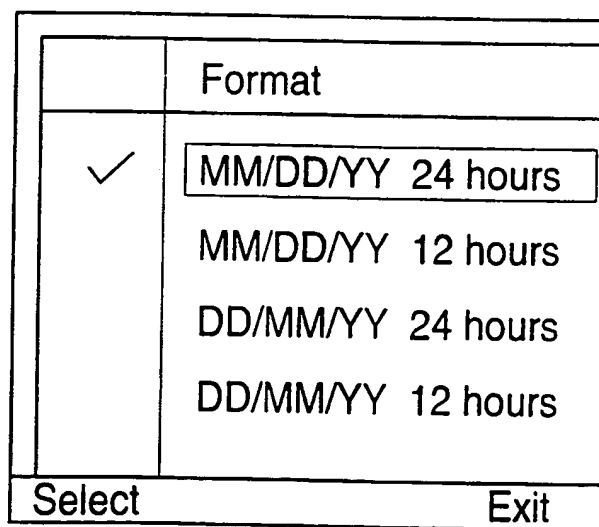 Format
MM/DD/YY 24 hours
MM/DD/YY 12 hours
DD/MM/YY 24 hours
DD/MM/YY 12 hours
Select Exit